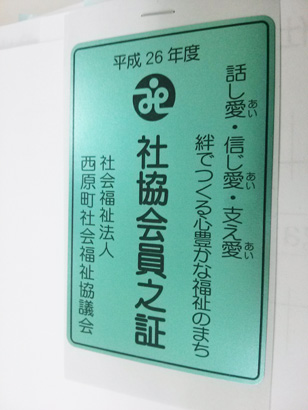 平成26年度
話し愛・信じ愛・支え愛
あい あい あい
絆でつくる心豊かな福祉のまち
社協会員之証
社会福祉法人
西原町社会福祉協議会